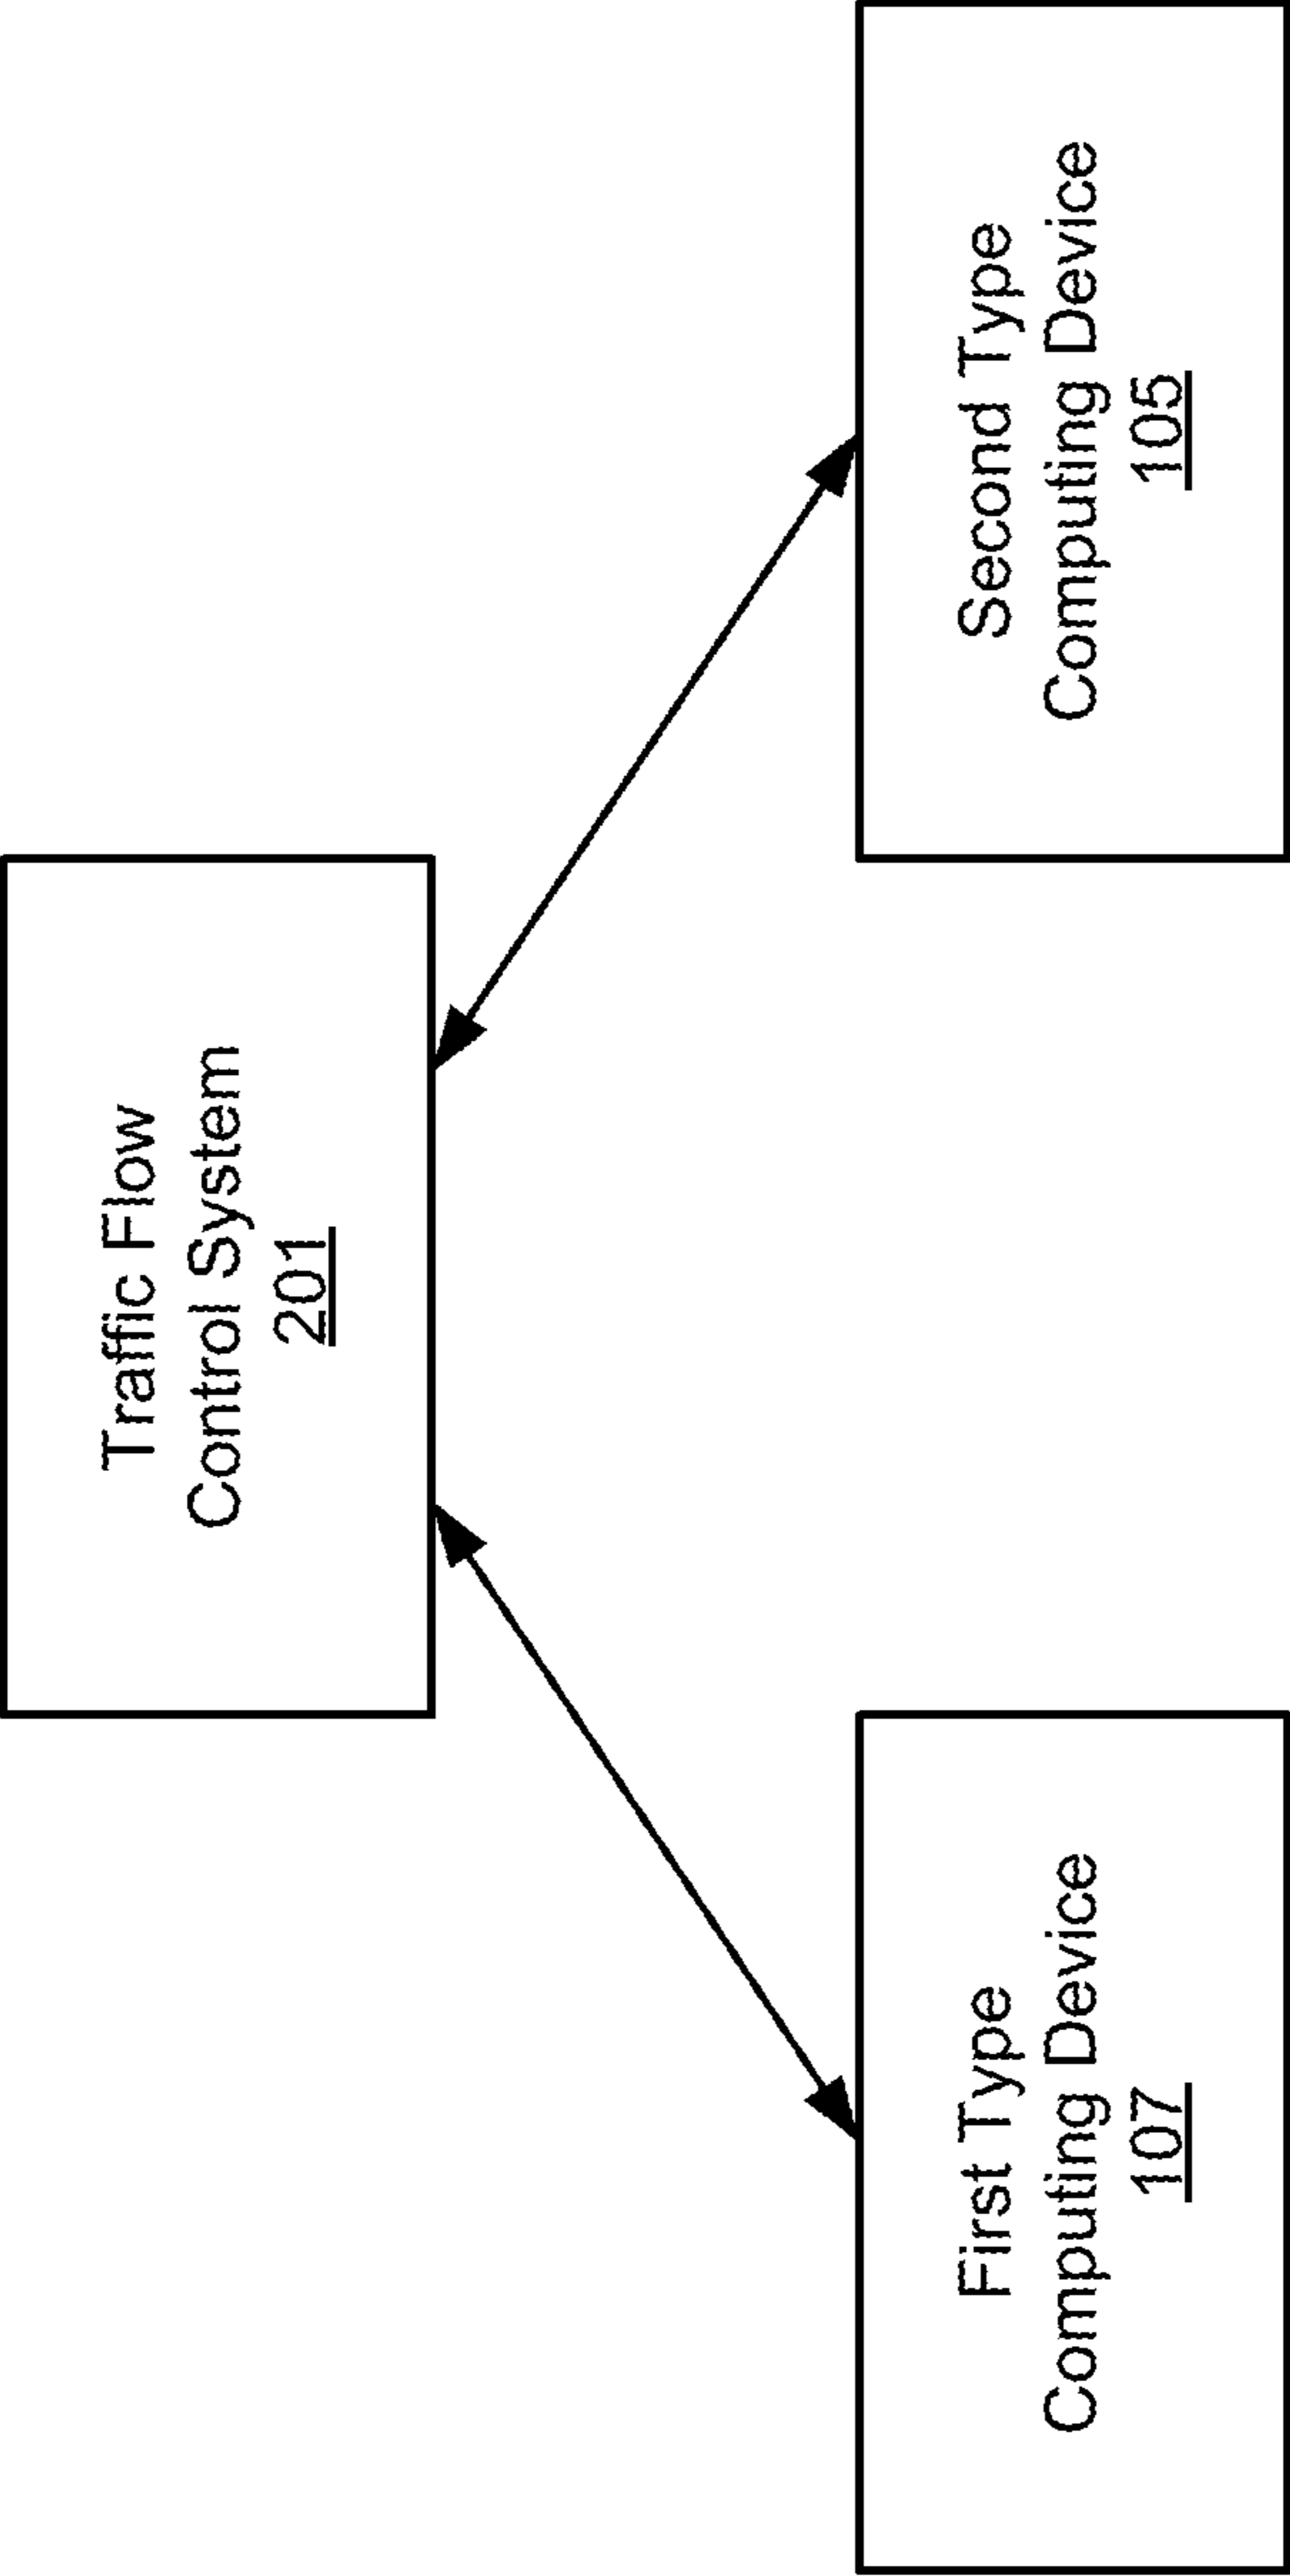 Traffic Flow
Control System
201
First Type
Computing Device
107
Second Type
Computing Device
105